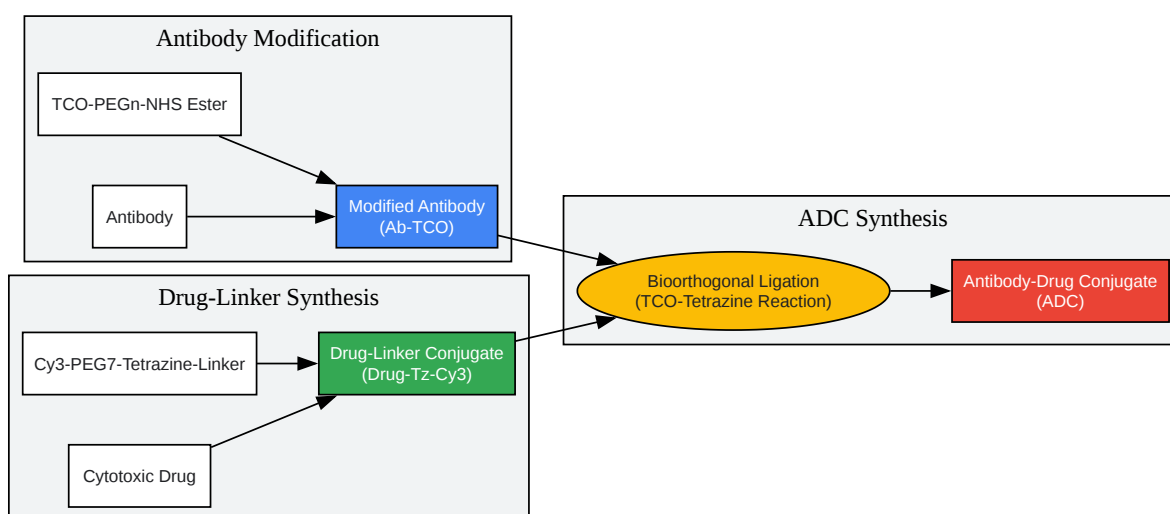 Antibody Modification
TCO-PEGn-NHS Ester
Antibody
Modified Antibody
(Ab-TCO)
Drug-Linker Synthesis
Cy3-PEG7-Tetrazine-Linker
Drug-Linker Conjugate
(Drug-Tz-Cy3)
Cytotoxic Drug
ADC Synthesis
Bioorthogonal Ligation
(TCO-Tetrazine Reaction)
Antibody-Drug Conjugate
(ADC)